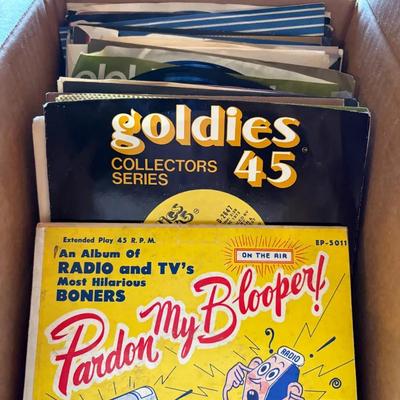 goldies
COLLECTORS
SERIES
45
Extended Play 45 R.P.M.
EP-5011
An Album of
RADIO and TV's
Most Hilarious
BONERS
ON THE AIR
Pardon My Blooper!
RADIO